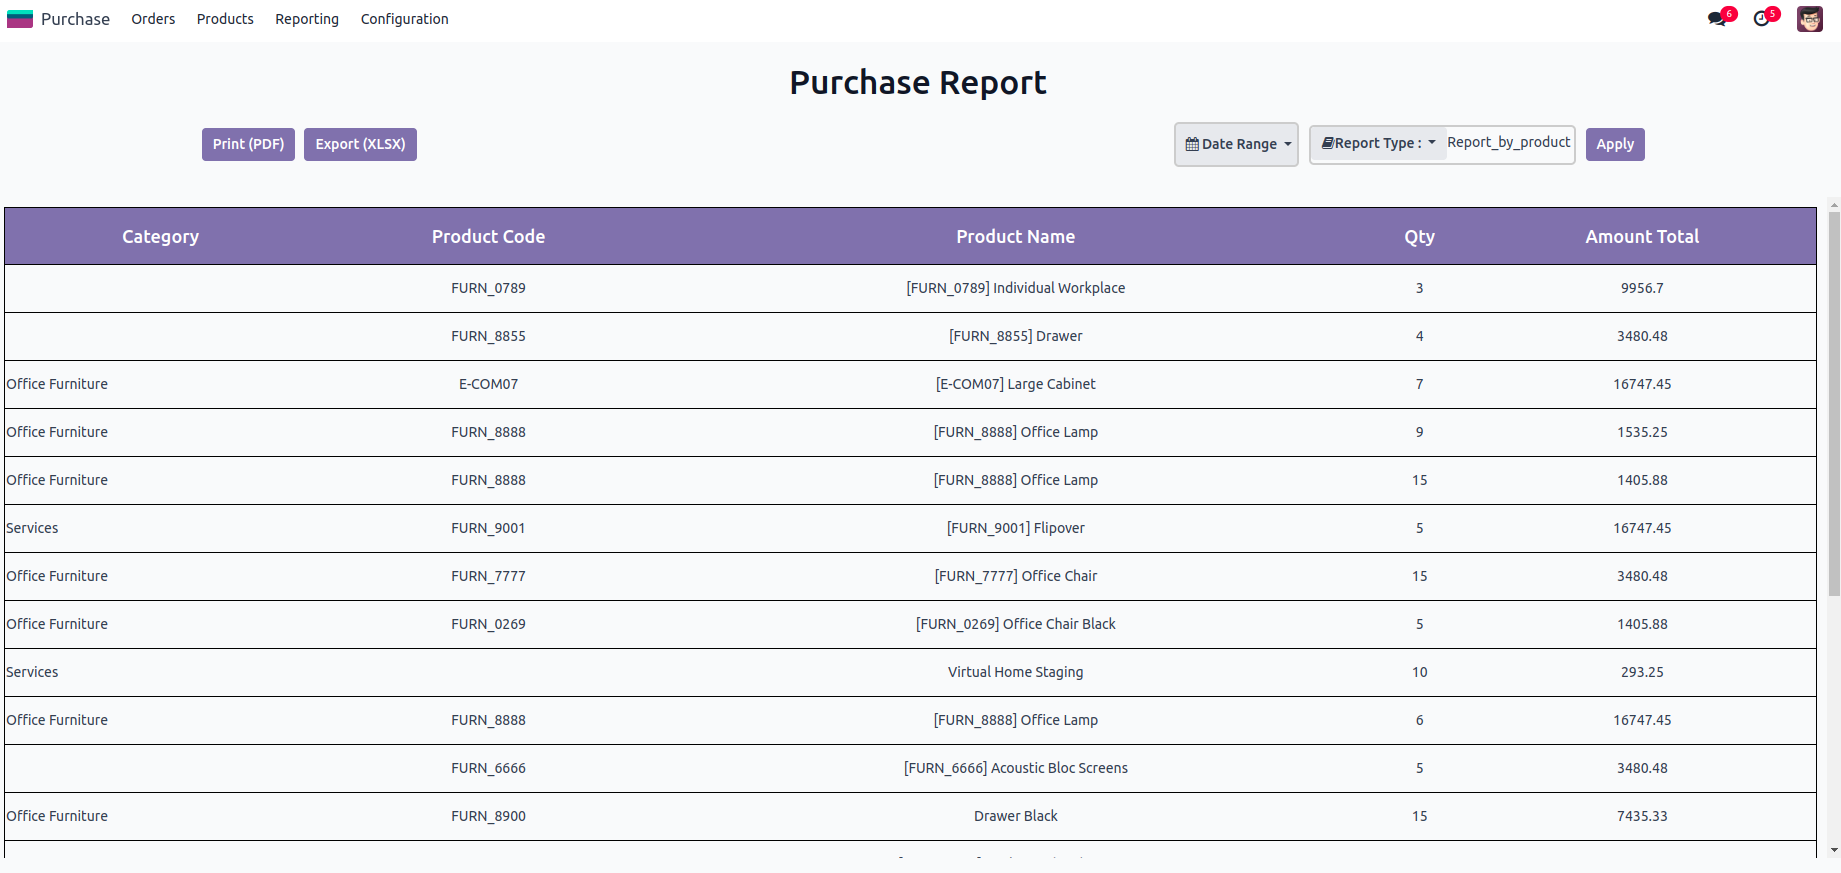 Purchase Orders Products Reporting Configuration 6 5
Purchase Report
Print (PDF) Export (XLSX) Date Range Report Type : Report_by_product Apply
Category Product Code Product Name Qty Amount Total
FURN_0789 [FURN_0789] Individual Workplace 3 9956.7
FURN_8855 [FURN_8855] Drawer 4 3480.48
Office Furniture E-COM07 [E-COM07] Large Cabinet 7 16747.45
Office Furniture FURN_8888 [FURN_8888] Office Lamp 9 1535.25
Office Furniture FURN_8888 [FURN_8888] Office Lamp 15 1405.88
Services FURN_9001 [FURN_9001] Flipover 5 16747.45
Office Furniture FURN_7777 [FURN_7777] Office Chair 15 3480.48
Office Furniture FURN_0269 [FURN_0269] Office Chair Black 5 1405.88
Services Virtual Home Staging 10 293.25
Office Furniture FURN_8888 [FURN_8888] Office Lamp 6 16747.45
FURN_6666 [FURN_6666] Acoustic Bloc Screens 5 3480.48
Office Furniture FURN_8900 Drawer Black 15 7435.33